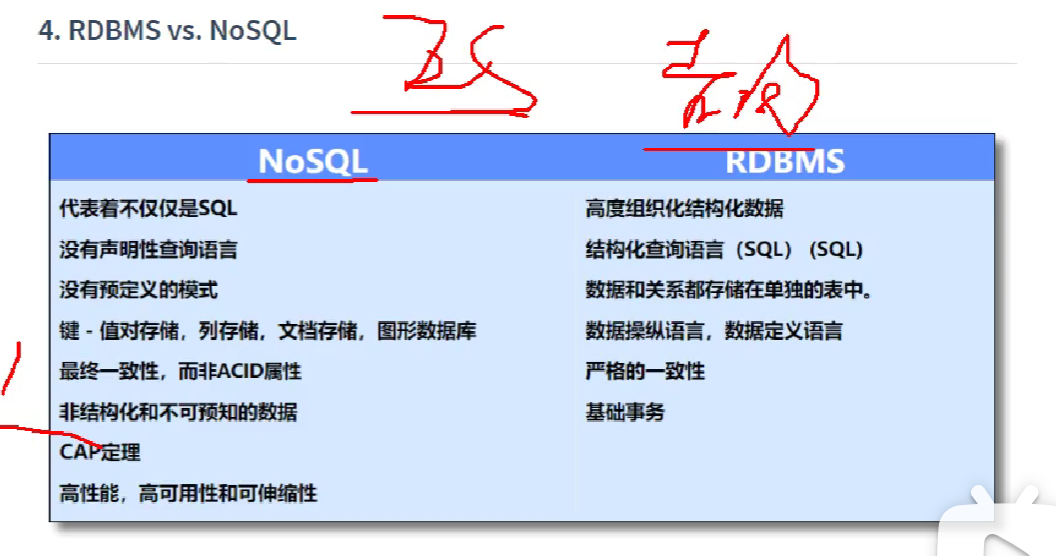 4. RDBMS vs. NoSQL
NoSQL
RDBMS
代表着不仅仅是SQL
高度组织化结构化数据
没有声明性查询语言
结构化查询语言（SQL） (SQL)
没有预定义的模式
数据和关系都存储在单独的表中。
键 - 值对存储，列存储，文档存储，图形数据库
数据操纵语言，数据定义语言
最终一致性，而非ACID属性
严格的一致性
非结构化和不可预知的数据
基础事务
CAP定理
高性能，高可用性和可伸缩性